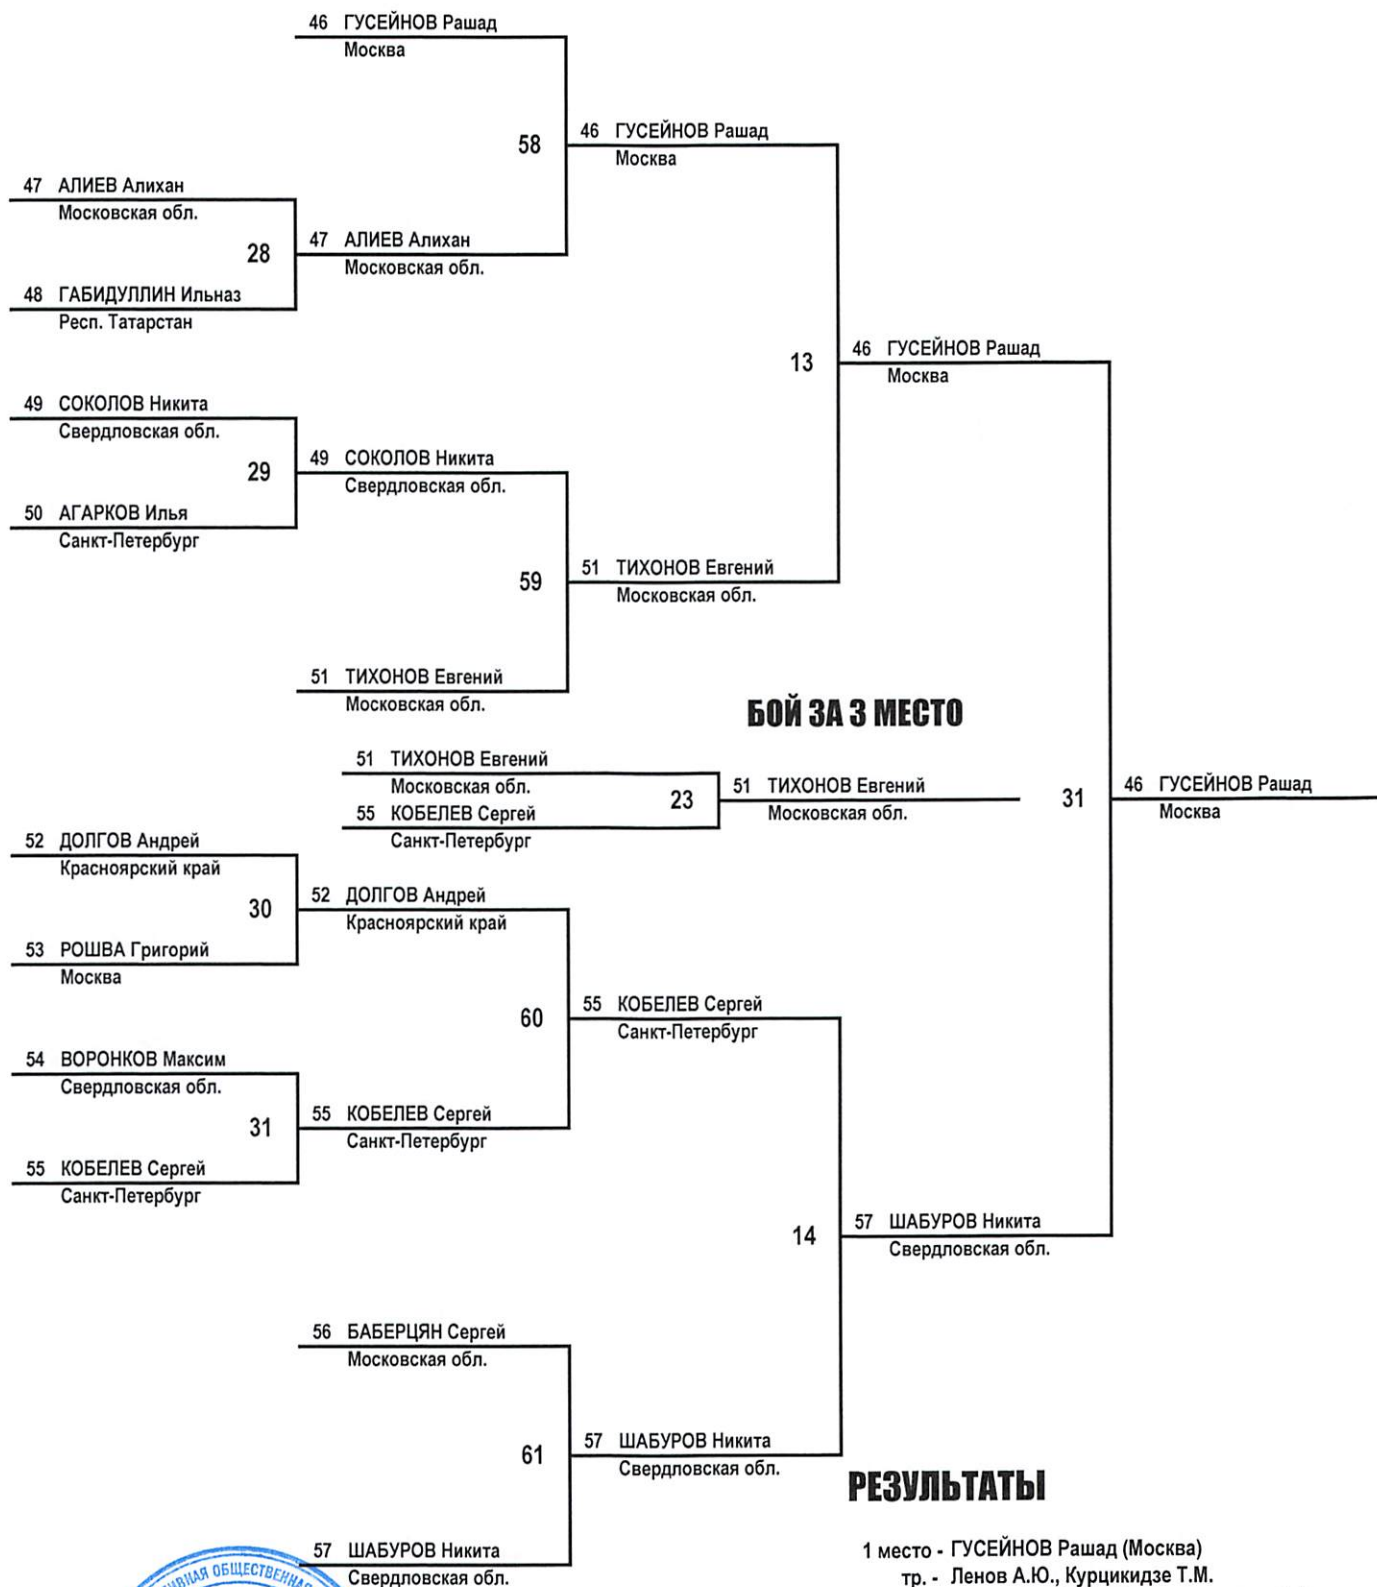 46 ГУСЕЙНОВ Рашад
Москва
58
46 ГУСЕЙНОВ Рашад
Москва
47 АЛИЕВ Алихан
Московская обл.
28
47 АЛИЕВ Алихан
Московская обл.
48 ГАБИДУЛЛИН Ильназ
Респ. Татарстан
13
46 ГУСЕЙНОВ Рашад
Москва
49 СОКОЛОВ Никита
Свердловская обл.
29
49 СОКОЛОВ Никита
Свердловская обл.
50 АГАРКОВ Илья
Санкт-Петербург
59
51 ТИХОНОВ Евгений
Московская обл.
51 ТИХОНОВ Евгений
Московская обл.
БОЙ ЗА 3 МЕСТО
51 ТИХОНОВ Евгений
Московская обл.
23
51 ТИХОНОВ Евгений
Московская обл.
55 КОБЕЛЕВ Сергей
Санкт-Петербург
31
46 ГУСЕЙНОВ Рашад
Москва
52 ДОЛГОВ Андрей
Красноярский край
30
52 ДОЛГОВ Андрей
Красноярский край
53 РОШВА Григорий
Москва
60
55 КОБЕЛЕВ Сергей
Санкт-Петербург
54 ВОРОНКОВ Максим
Свердловская обл.
31
55 КОБЕЛЕВ Сергей
Санкт-Петербург
55 КОБЕЛЕВ Сергей
Санкт-Петербург
14
57 ШАБУРОВ Никита
Свердловская обл.
56 БАБЕРЦЯН Сергей
Московская обл.
61
57 ШАБУРОВ Никита
Свердловская обл.
57 ШАБУРОВ Никита
Свердловская обл.
РЕЗУЛЬТАТЫ
1 место - ГУСЕЙНОВ Рашад (Москва)
тр. - Ленов А.Ю., Курцикидзе Т.М.
ОБЩЕСТВЕННАЯ